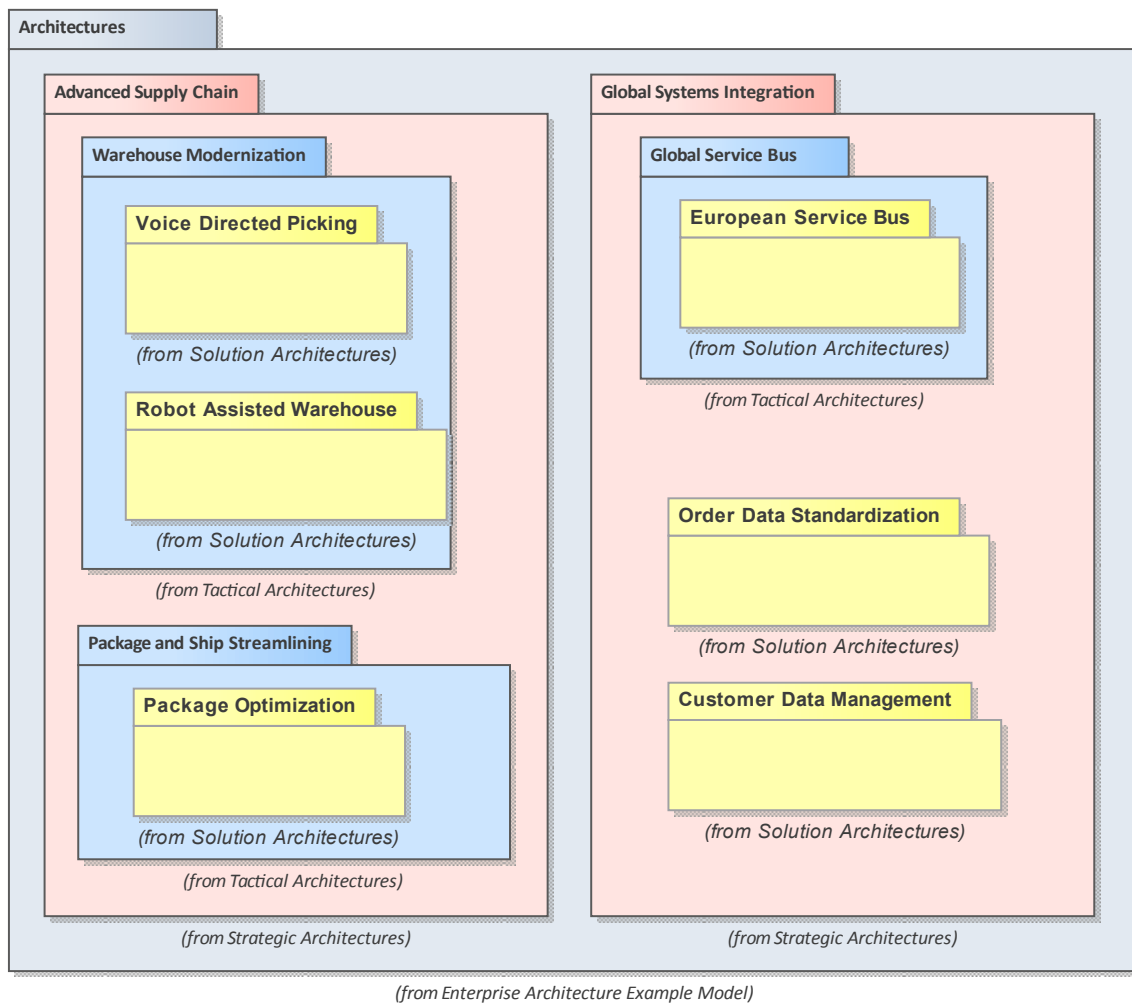 Architectures
Advanced Supply Chain
Warehouse Modernization
Voice Directed Picking
(from Solution Architectures)
Robot Assisted Warehouse
(from Solution Architectures)
(from Tactical Architectures)
Package and Ship Streamlining
Package Optimization
(from Solution Architectures)
(from Tactical Architectures)
(from Strategic Architectures)
Global Systems Integration
Global Service Bus
European Service Bus
(from Solution Architectures)
(from Tactical Architectures)
Order Data Standardization
(from Solution Architectures)
Customer Data Management
(from Solution Architectures)
(from Strategic Architectures)
(from Enterprise Architecture Example Model)